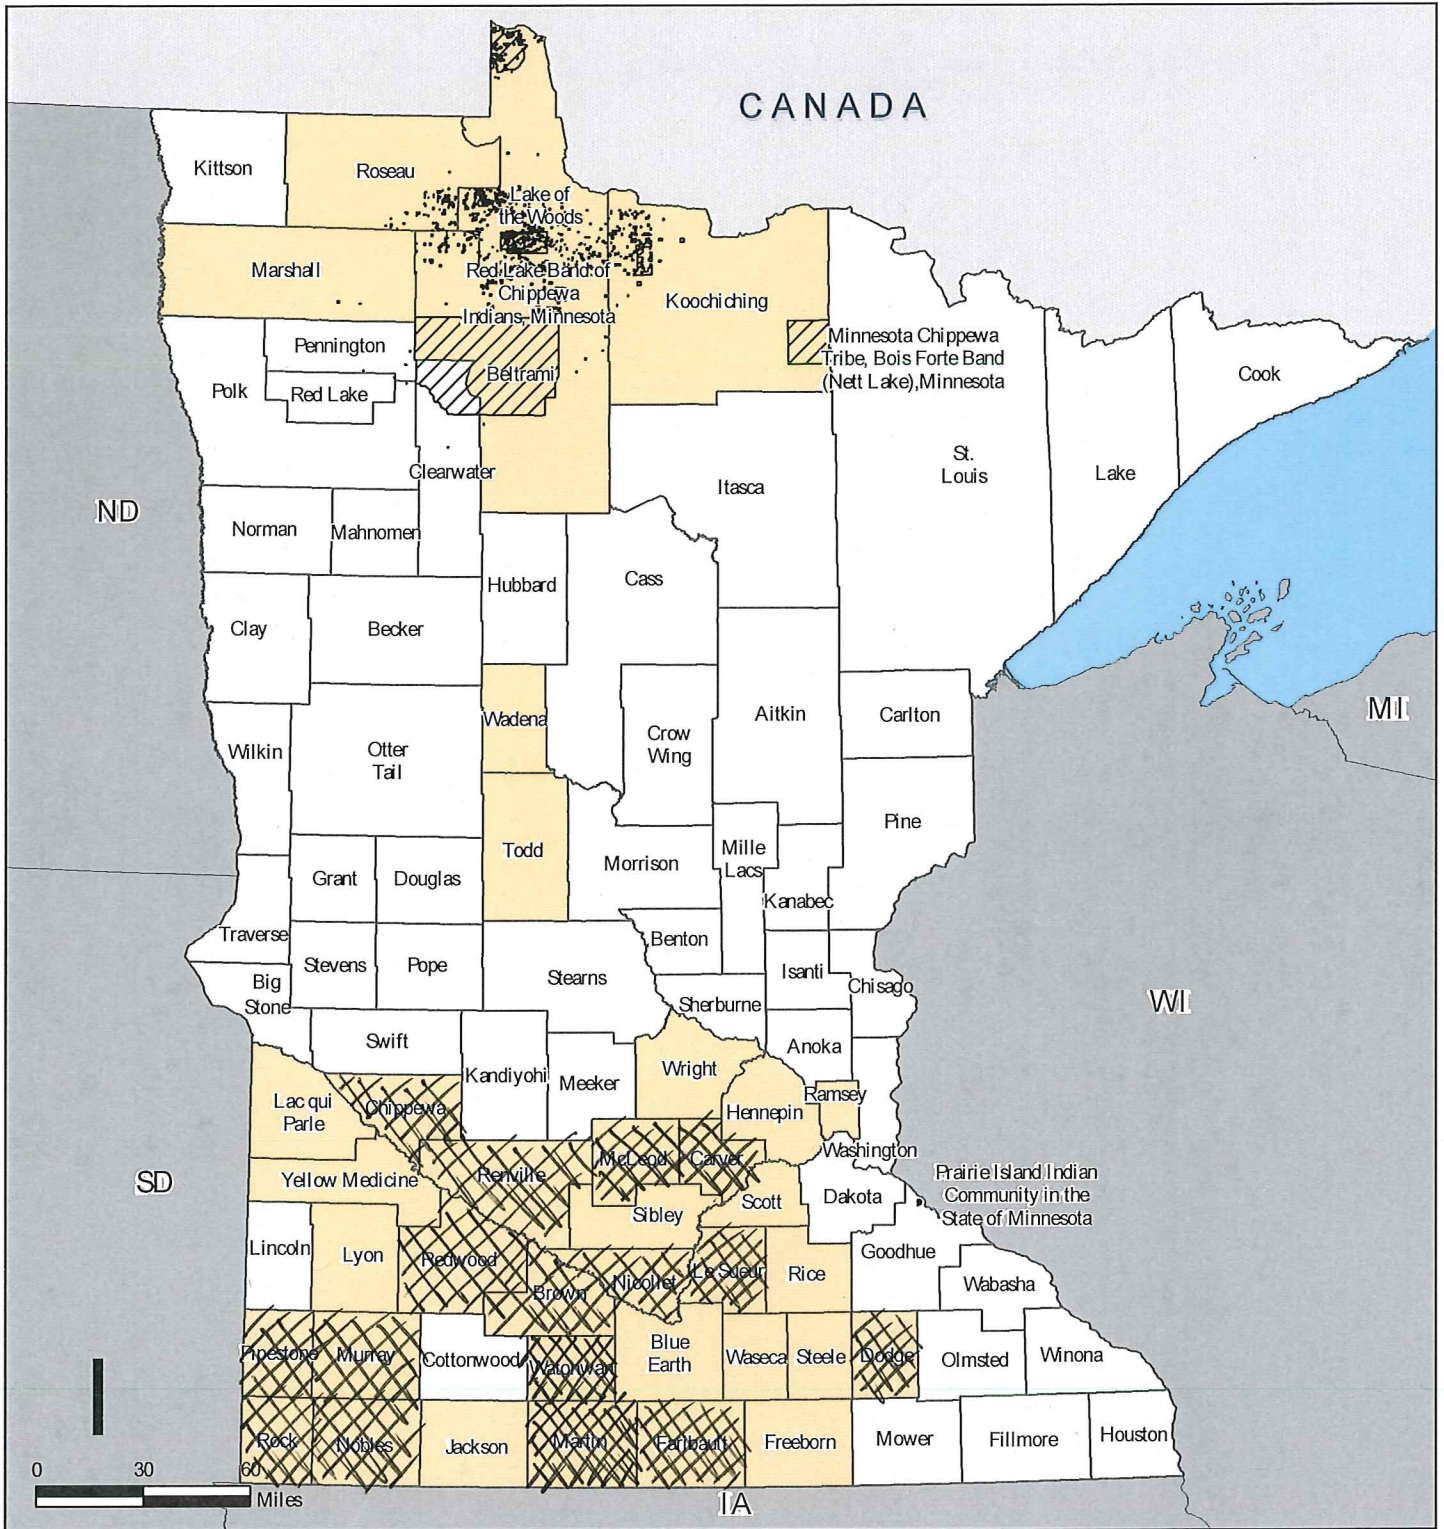 CANADA
Kittson
Roseau
Lake of
the Woods
Marshall
Red Lake Band of
Chippewa
Indians, Minnesota
Koochiching
Pennington
Minnesota Chippewa
Tribe, Bois Forte Band
(Nett Lake),Minnesota
Polk
Red Lake
Beltrami
Cook
Clearwater
St.
Louis
Lake
Itasca
ND
Norman
Mahnomen
Hubbard
Cass
Clay
Becker
Wadena
Aitkin
Carlton
MI
Wilkin
Otter
Tail
Crow
Wing
Pine
Todd
Morrison
Mille
Lacs
Grant
Douglas
Kanabec
Traverse
Benton
Stevens
Pope
Stearns
Isanti
Chisago
Big
Stone
Sherburne
WI
Swift
Anoka
Kandiyohi
Meeker
Wright
Lac qui
Parle
Chippewa
Hennepin
Ramsey
Washington
SD
Yellow Medicine
Renville
McLeod
Carver
Prairie Island Indian
Community in the
State of Minnesota
Scott
Dakota
Sibley
Lincoln
Lyon
Redwood
Brown
Nicollet
Le Sueur
Rice
Goodhue
Wabasha
Pipestone
Murray
Cottonwood
Watonwan
Blue
Earth
Waseca
Steele
Dodge
Olmsted
Winona
Rock
Nobles
Jackson
Martin
Faribault
Freeborn
Mower
Fillmore
Houston
0 30 60
Miles
IA